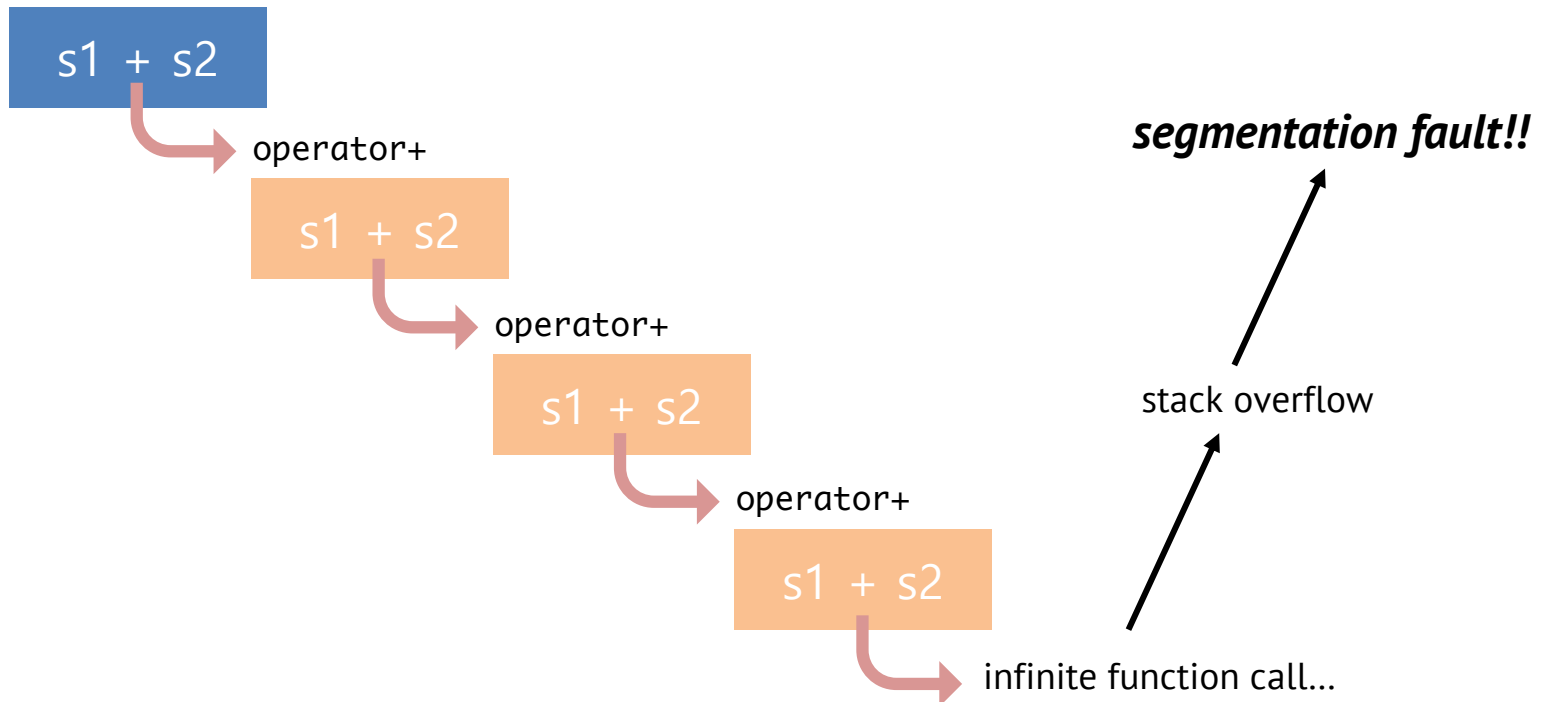 s1 + s2
operator+
s1 + s2
operator+
s1 + s2
operator+
s1 + s2
infinite function call...
stack overflow
segmentation fault!!